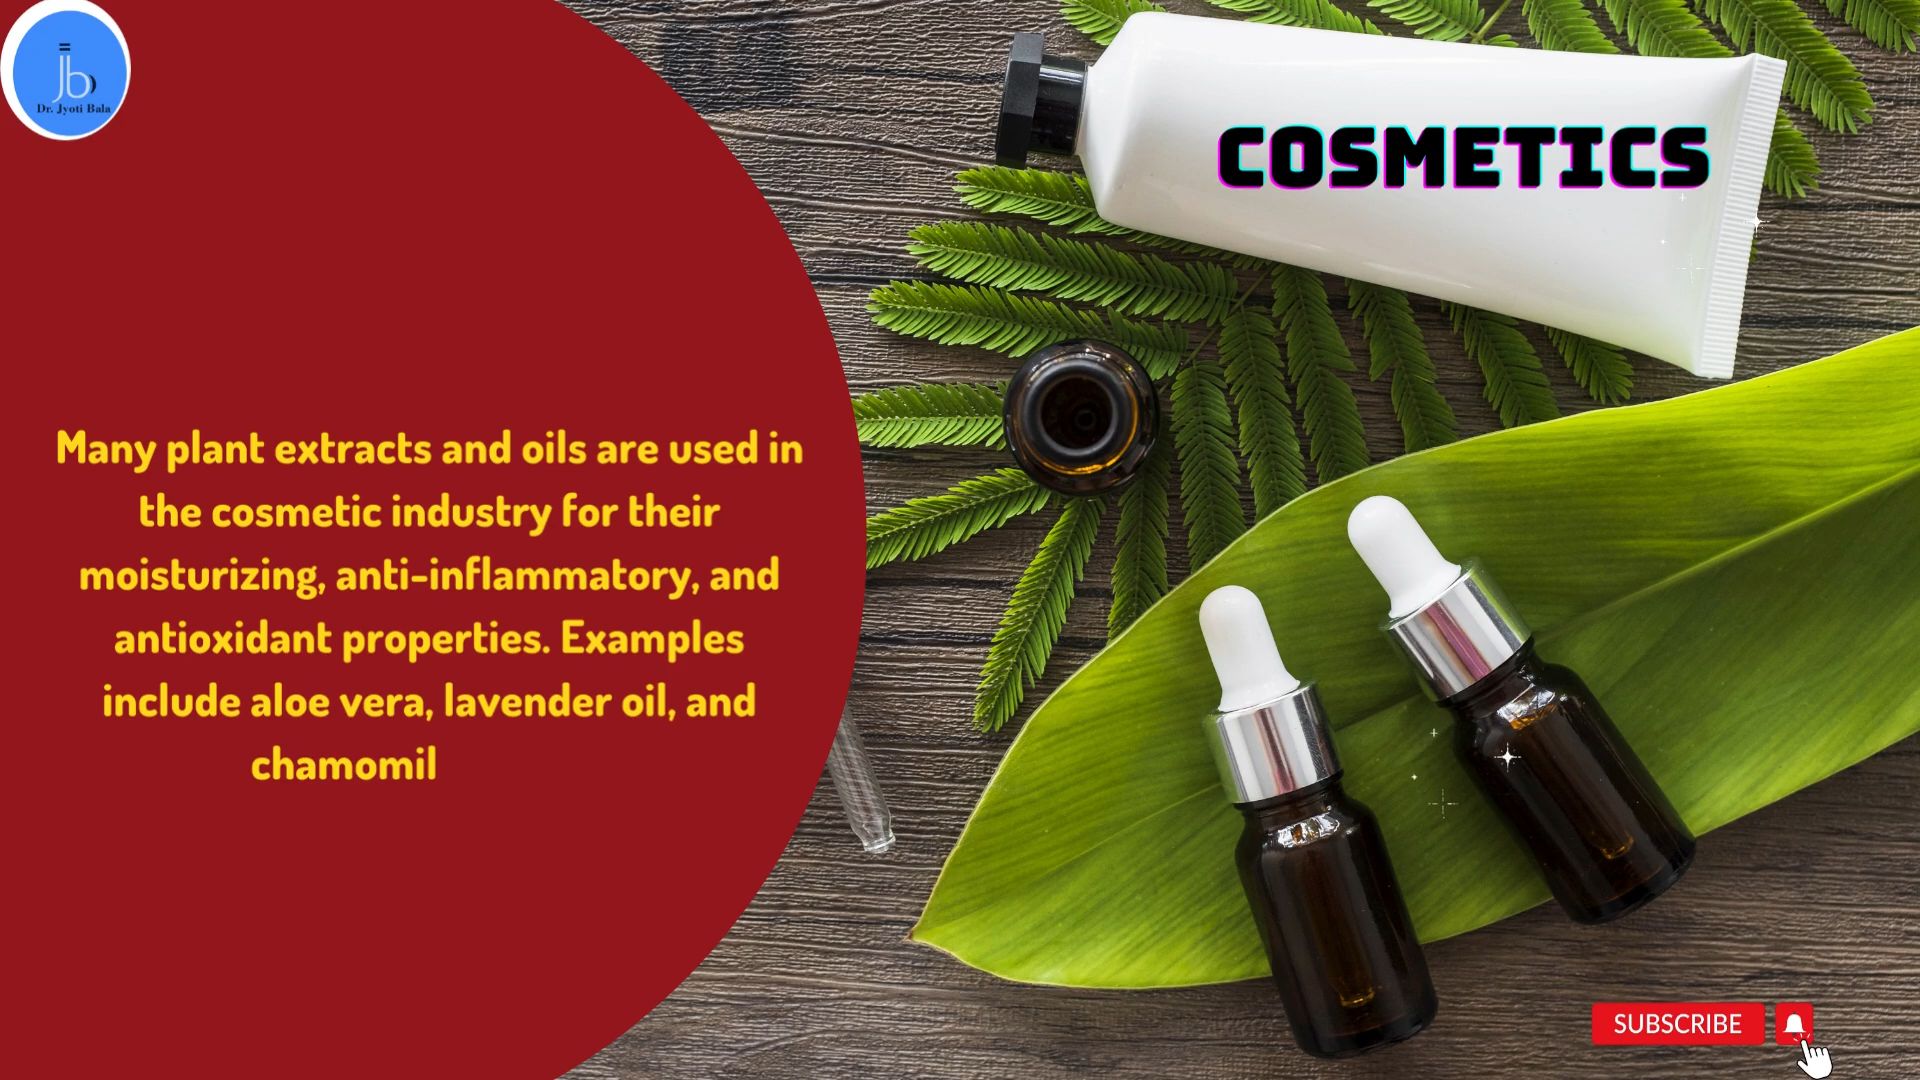 jb
Dr. Jyoti Bala
COSMETICS
Many plant extracts and oils are used in
the cosmetic industry for their
moisturizing, anti-inflammatory, and
antioxidant properties. Examples
include aloe vera, lavender oil, and
chamomil
SUBSCRIBE